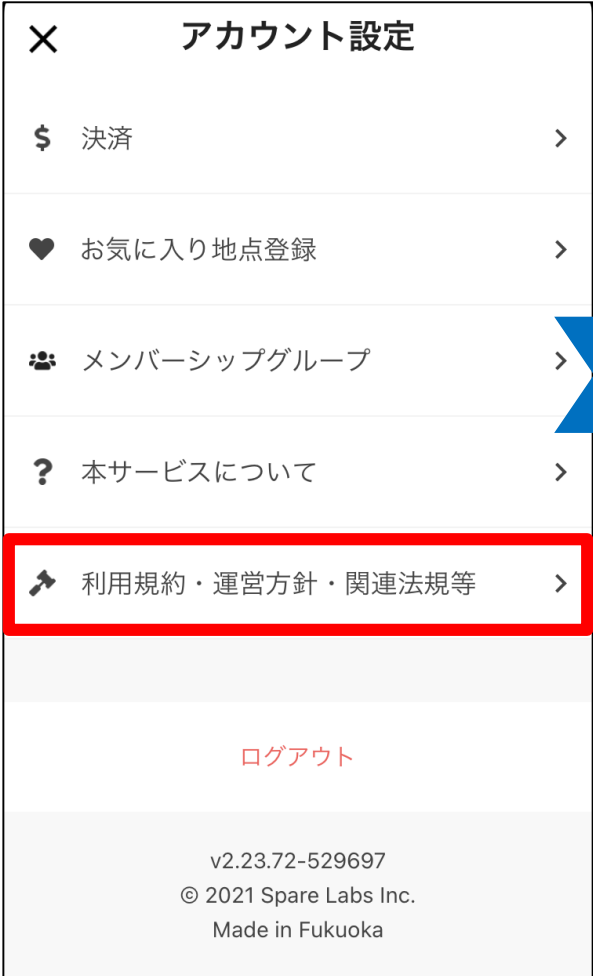 アカウント設定
決済
お気に入り地点登録
メンバーシップグループ
本サービスについて
利用規約・運営方針・関連法規等
ログアウト
v2.23.72-529697
© 2021 Spare Labs Inc.
Made in Fukuoka